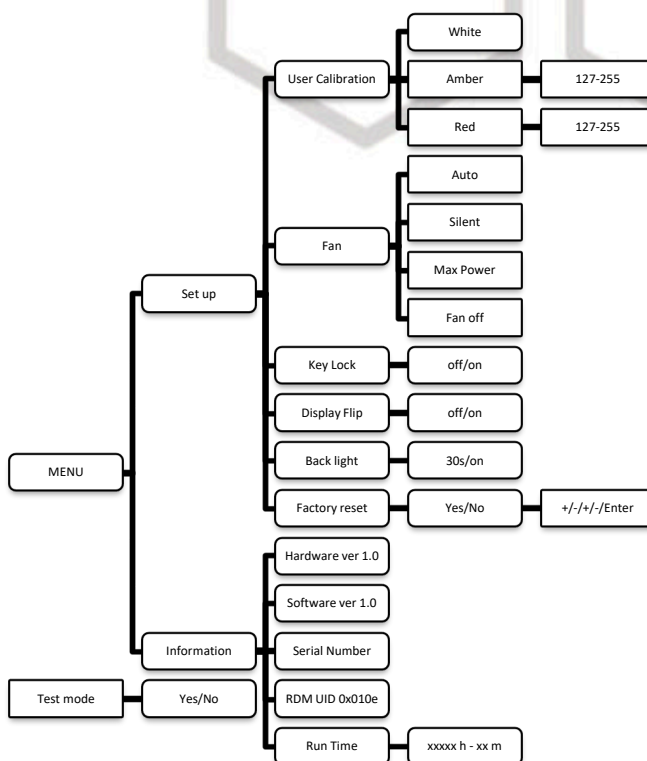 White
User Calibration
Amber
127-255
Red
127-255
Auto
Silent
Fan
Max Power
Set up
Fan off
Key Lock
off/on
Display Flip
off/on
MENU
Back light
30s/on
Factory reset
Yes/No
+/-/+/-/Enter
Hardware ver 1.0
Software ver 1.0
Information
Serial Number
Test mode
Yes/No
RDM UID 0x010e
Run Time
xxxxx h - xx m